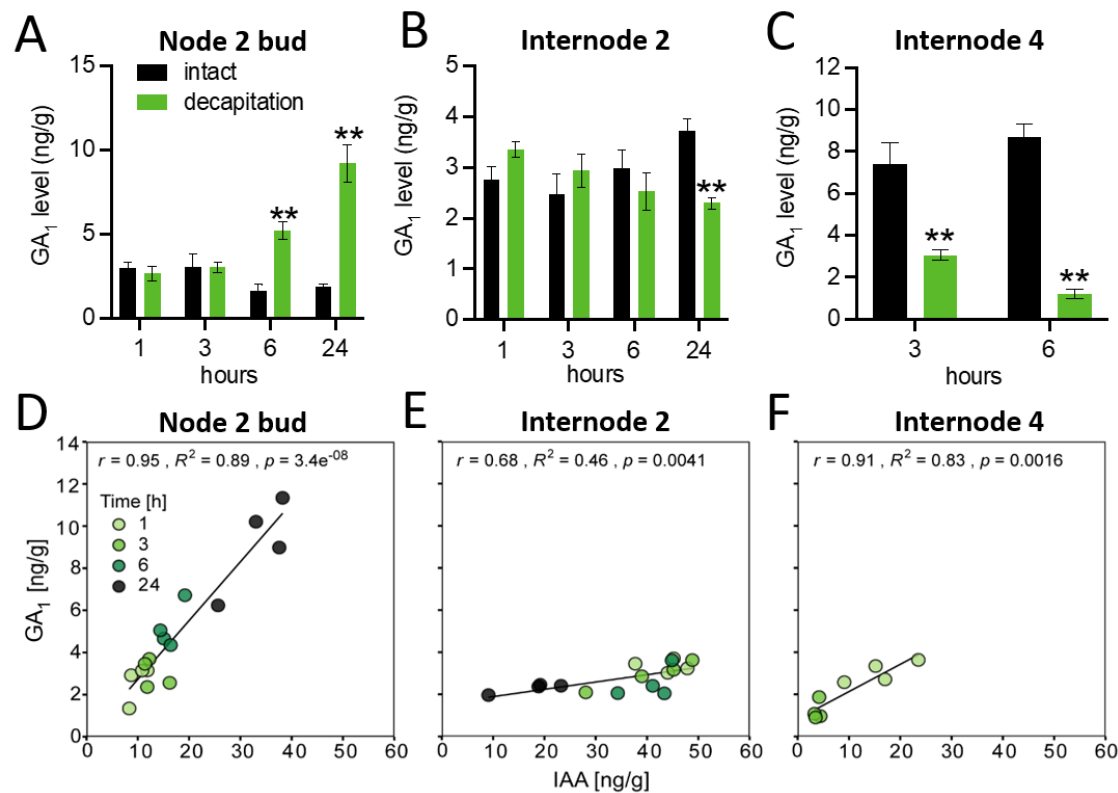 A
Node 2 bud
15
10
5
0
GA₁ level (ng/g)
intact
decapitation
**
**
1 3 6 24
hours
B
Internode 2
5
4
3
2
1
0
GA₁ level (ng/g)
**
1 3 6 24
hours
C
Internode 4
12
10
8
6
4
2
0
GA₁ level (ng/g)
**
**
3 6
hours
D
Node 2 bud
r = 0.95 , R² = 0.89 , p = 3.4e⁻⁰⁸
Time [h]
1
3
6
24
14
12
10
8
6
4
2
0
GA₁ [ng/g]
0 10 20 30 40 50 60
E
Internode 2
r = 0.68 , R² = 0.46 , p = 0.0041
0 10 20 30 40 50 60
IAA [ng/g]
F
Internode 4
r = 0.91 , R² = 0.83 , p = 0.0016
0 10 20 30 40 50 60